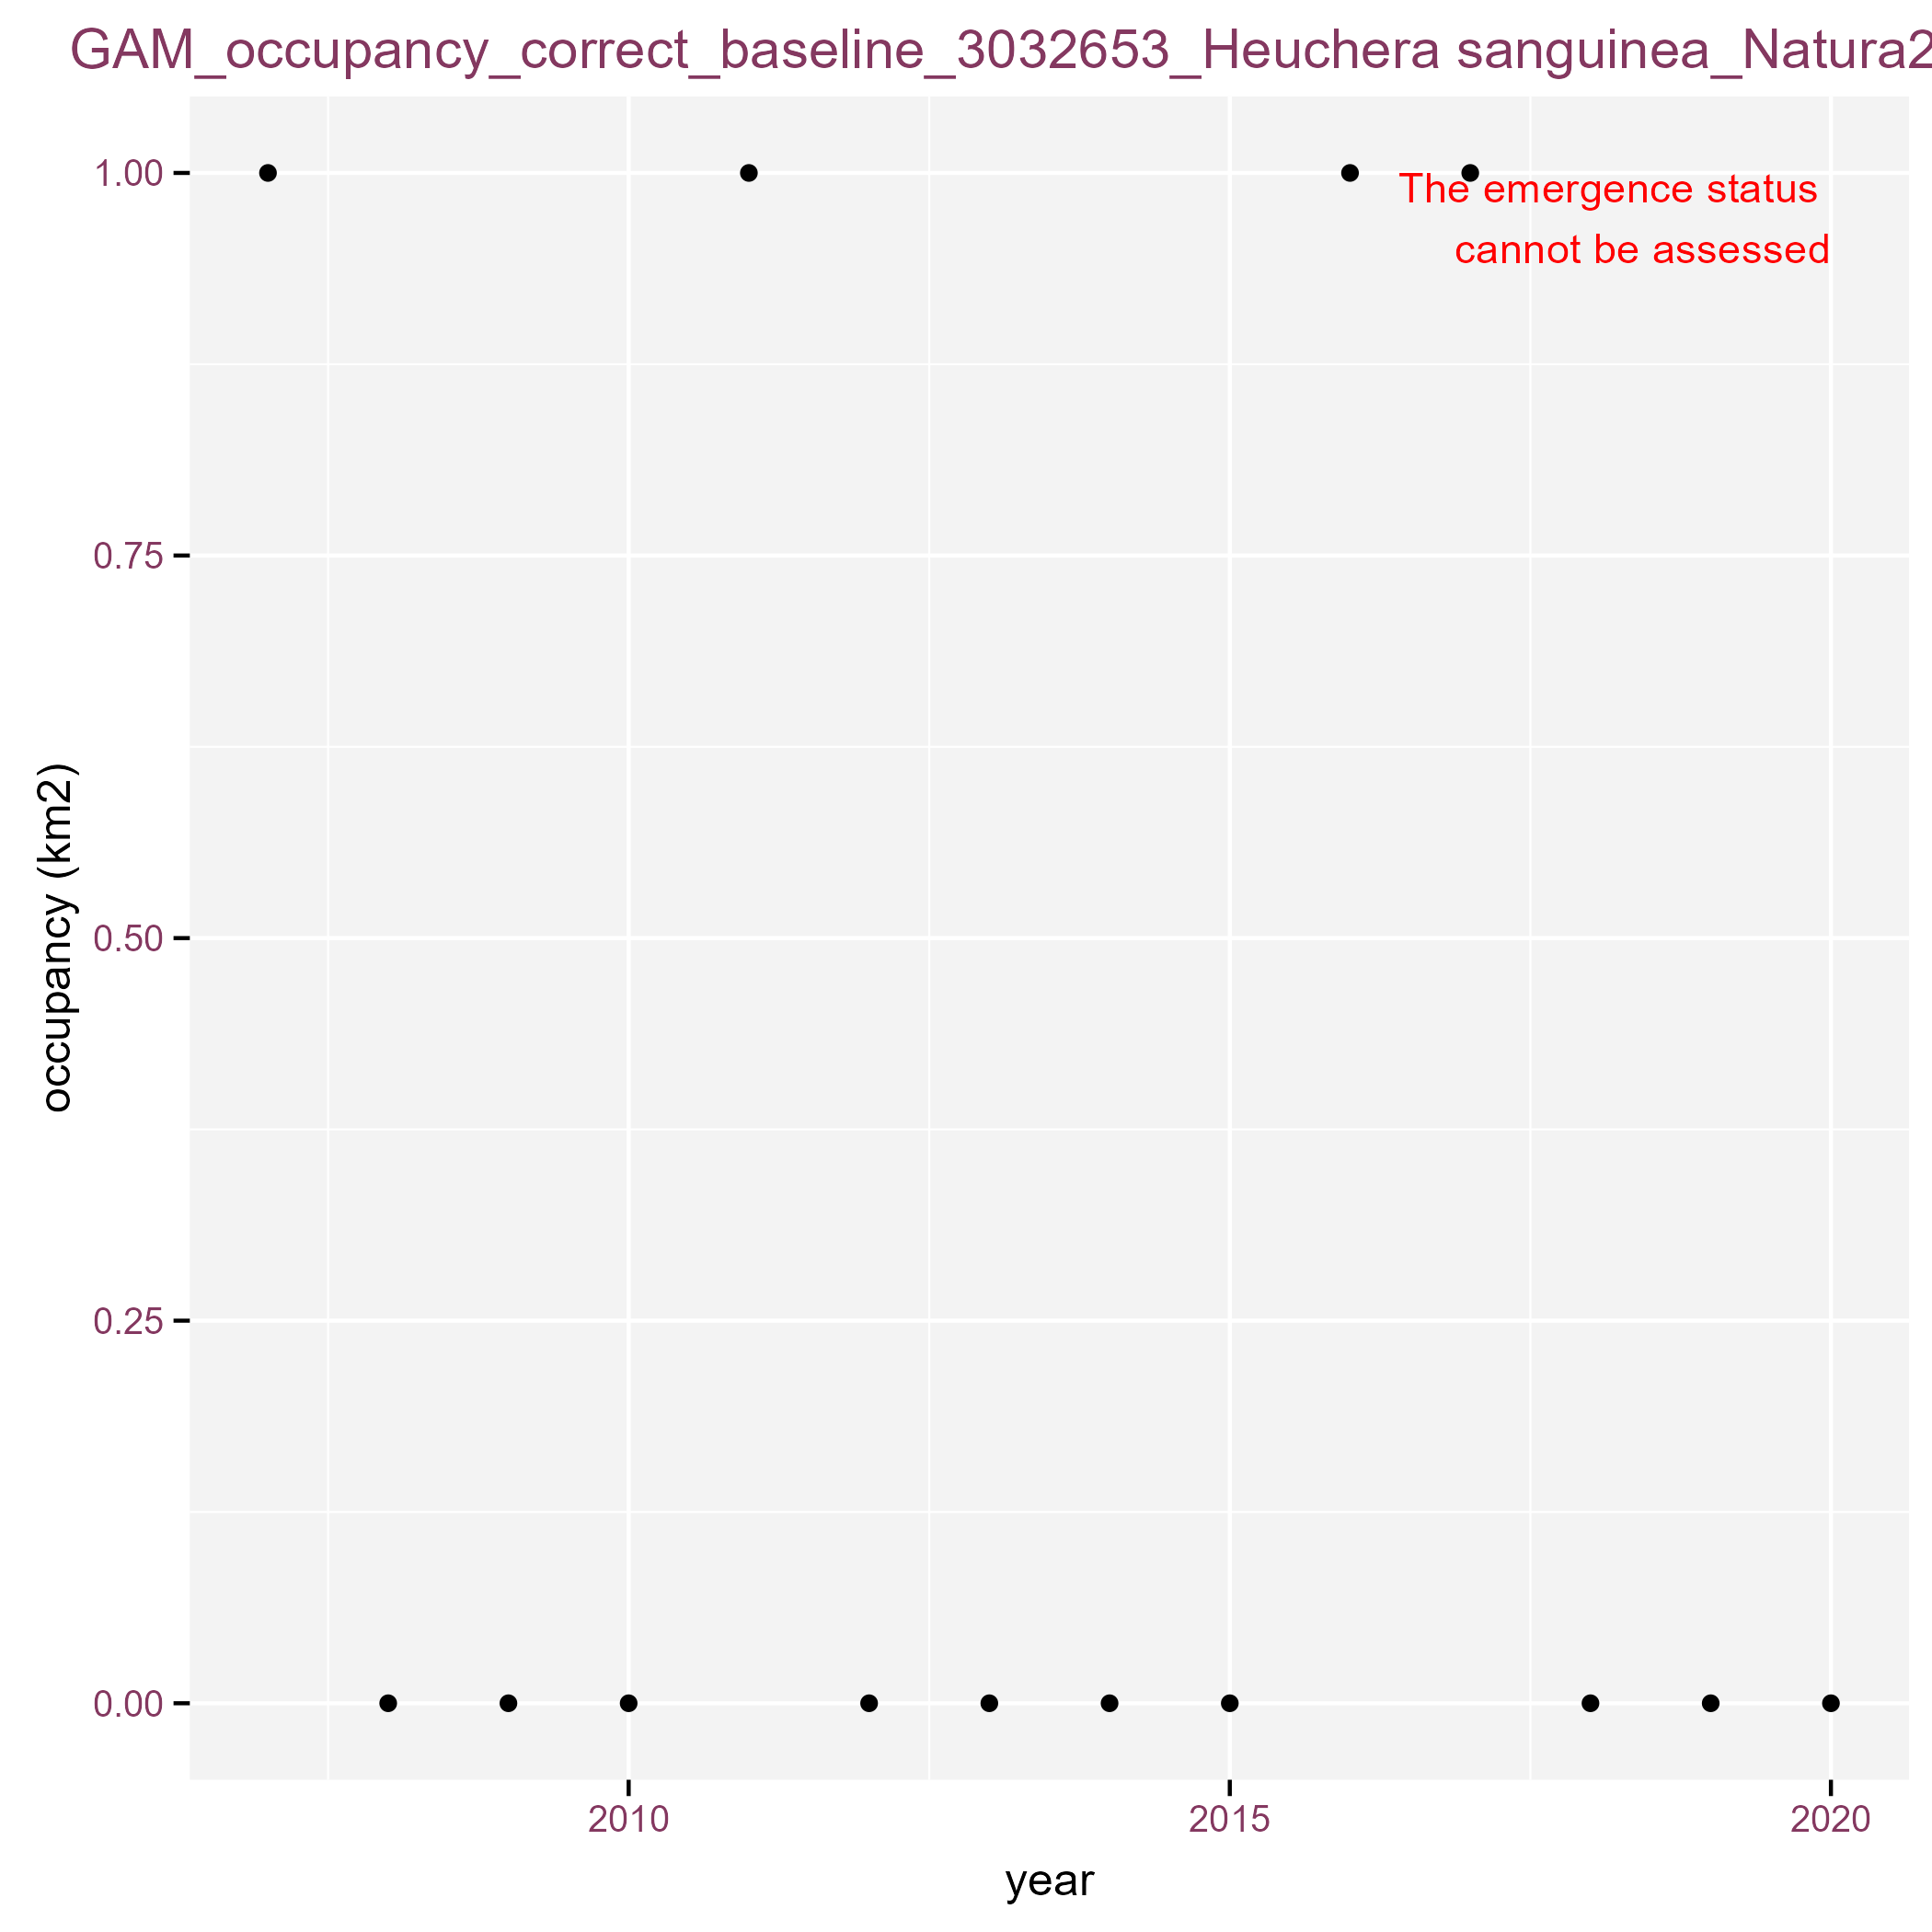 GAM_occupancy_correct_baseline_3032653_Heuchera sanguinea_Natura2
1.00
The emergence status
cannot be assessed
0.75
0.50
0.25
0.00
occupancy (km2)
2010 2015 2020
year